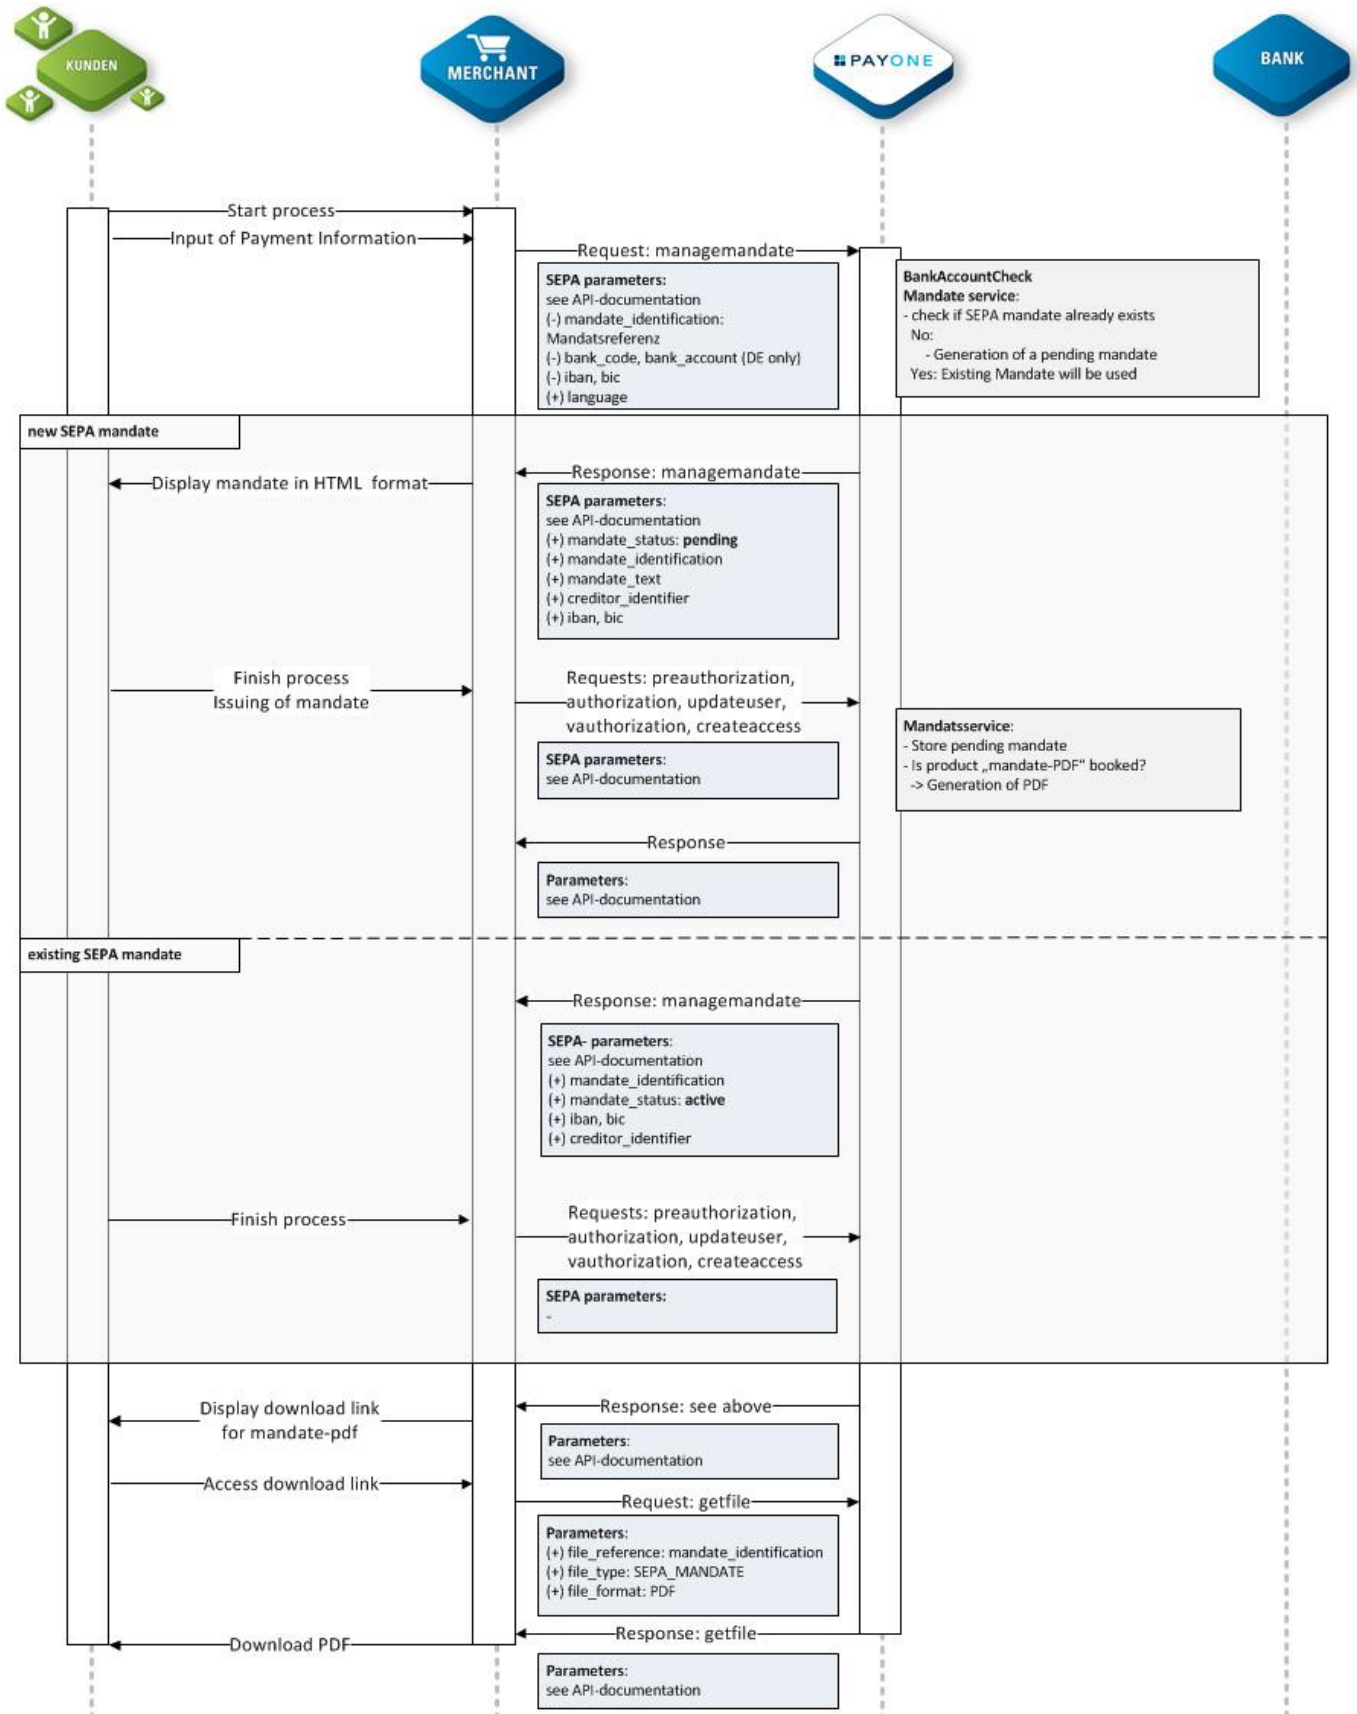 KUNDEN
MERCHANT
PAYONE
BANK
Start process
Input of Payment Information
Request: managemandate
SEPA parameters:
see API-documentation
(-) mandate_identification:
Mandatsreferenz
(-) bank_code, bank_account (DE only)
(-) iban, bic
(+) language
BankAccountCheck
Mandate service:
- check if SEPA mandate already exists
No:
- Generation of a pending mandate
Yes: Existing Mandate will be used
new SEPA mandate
Response: managemandate
Display mandate in HTML format
SEPA parameters:
see API-documentation
(+) mandate_status: pending
(+) mandate_identification
(+) mandate_text
(+) creditor_identifier
(+) iban, bic
Finish process
Issuing of mandate
Requests: preauthorization,
authorization, updateuser,
vauthorization, createaccess
SEPA parameters:
see API-documentation
Mandatsservice:
- Store pending mandate
- Is product „mandate-PDF" booked?
-> Generation of PDF
Response
Parameters:
see API-documentation
existing SEPA mandate
Response: managemandate
SEPA- parameters:
see API-documentation
(+) mandate_identification
(+) mandate_status: active
(+) iban, bic
(+) creditor_identifier
Finish process
Requests: preauthorization,
authorization, updateuser,
vauthorization, createaccess
SEPA parameters:
-
Display download link
for mandate-pdf
Response: see above
Parameters:
see API-documentation
Access download link
Request: getfile
Parameters:
(+) file_reference: mandate_identification
(+) file_type: SEPA_MANDATE
(+) file_format: PDF
Response: getfile
Download PDF
Parameters:
see API-documentation